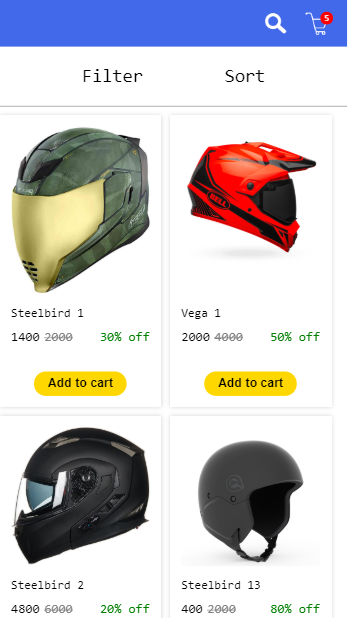 5
Filter Sort
BELL
Steelbird 1
1400 2000 30% off
Add to cart
Vega 1
2000 4000 50% off
Add to cart
Steelbird 2
4800 6000 20% off
Steelbird 13
400 2000 80% off